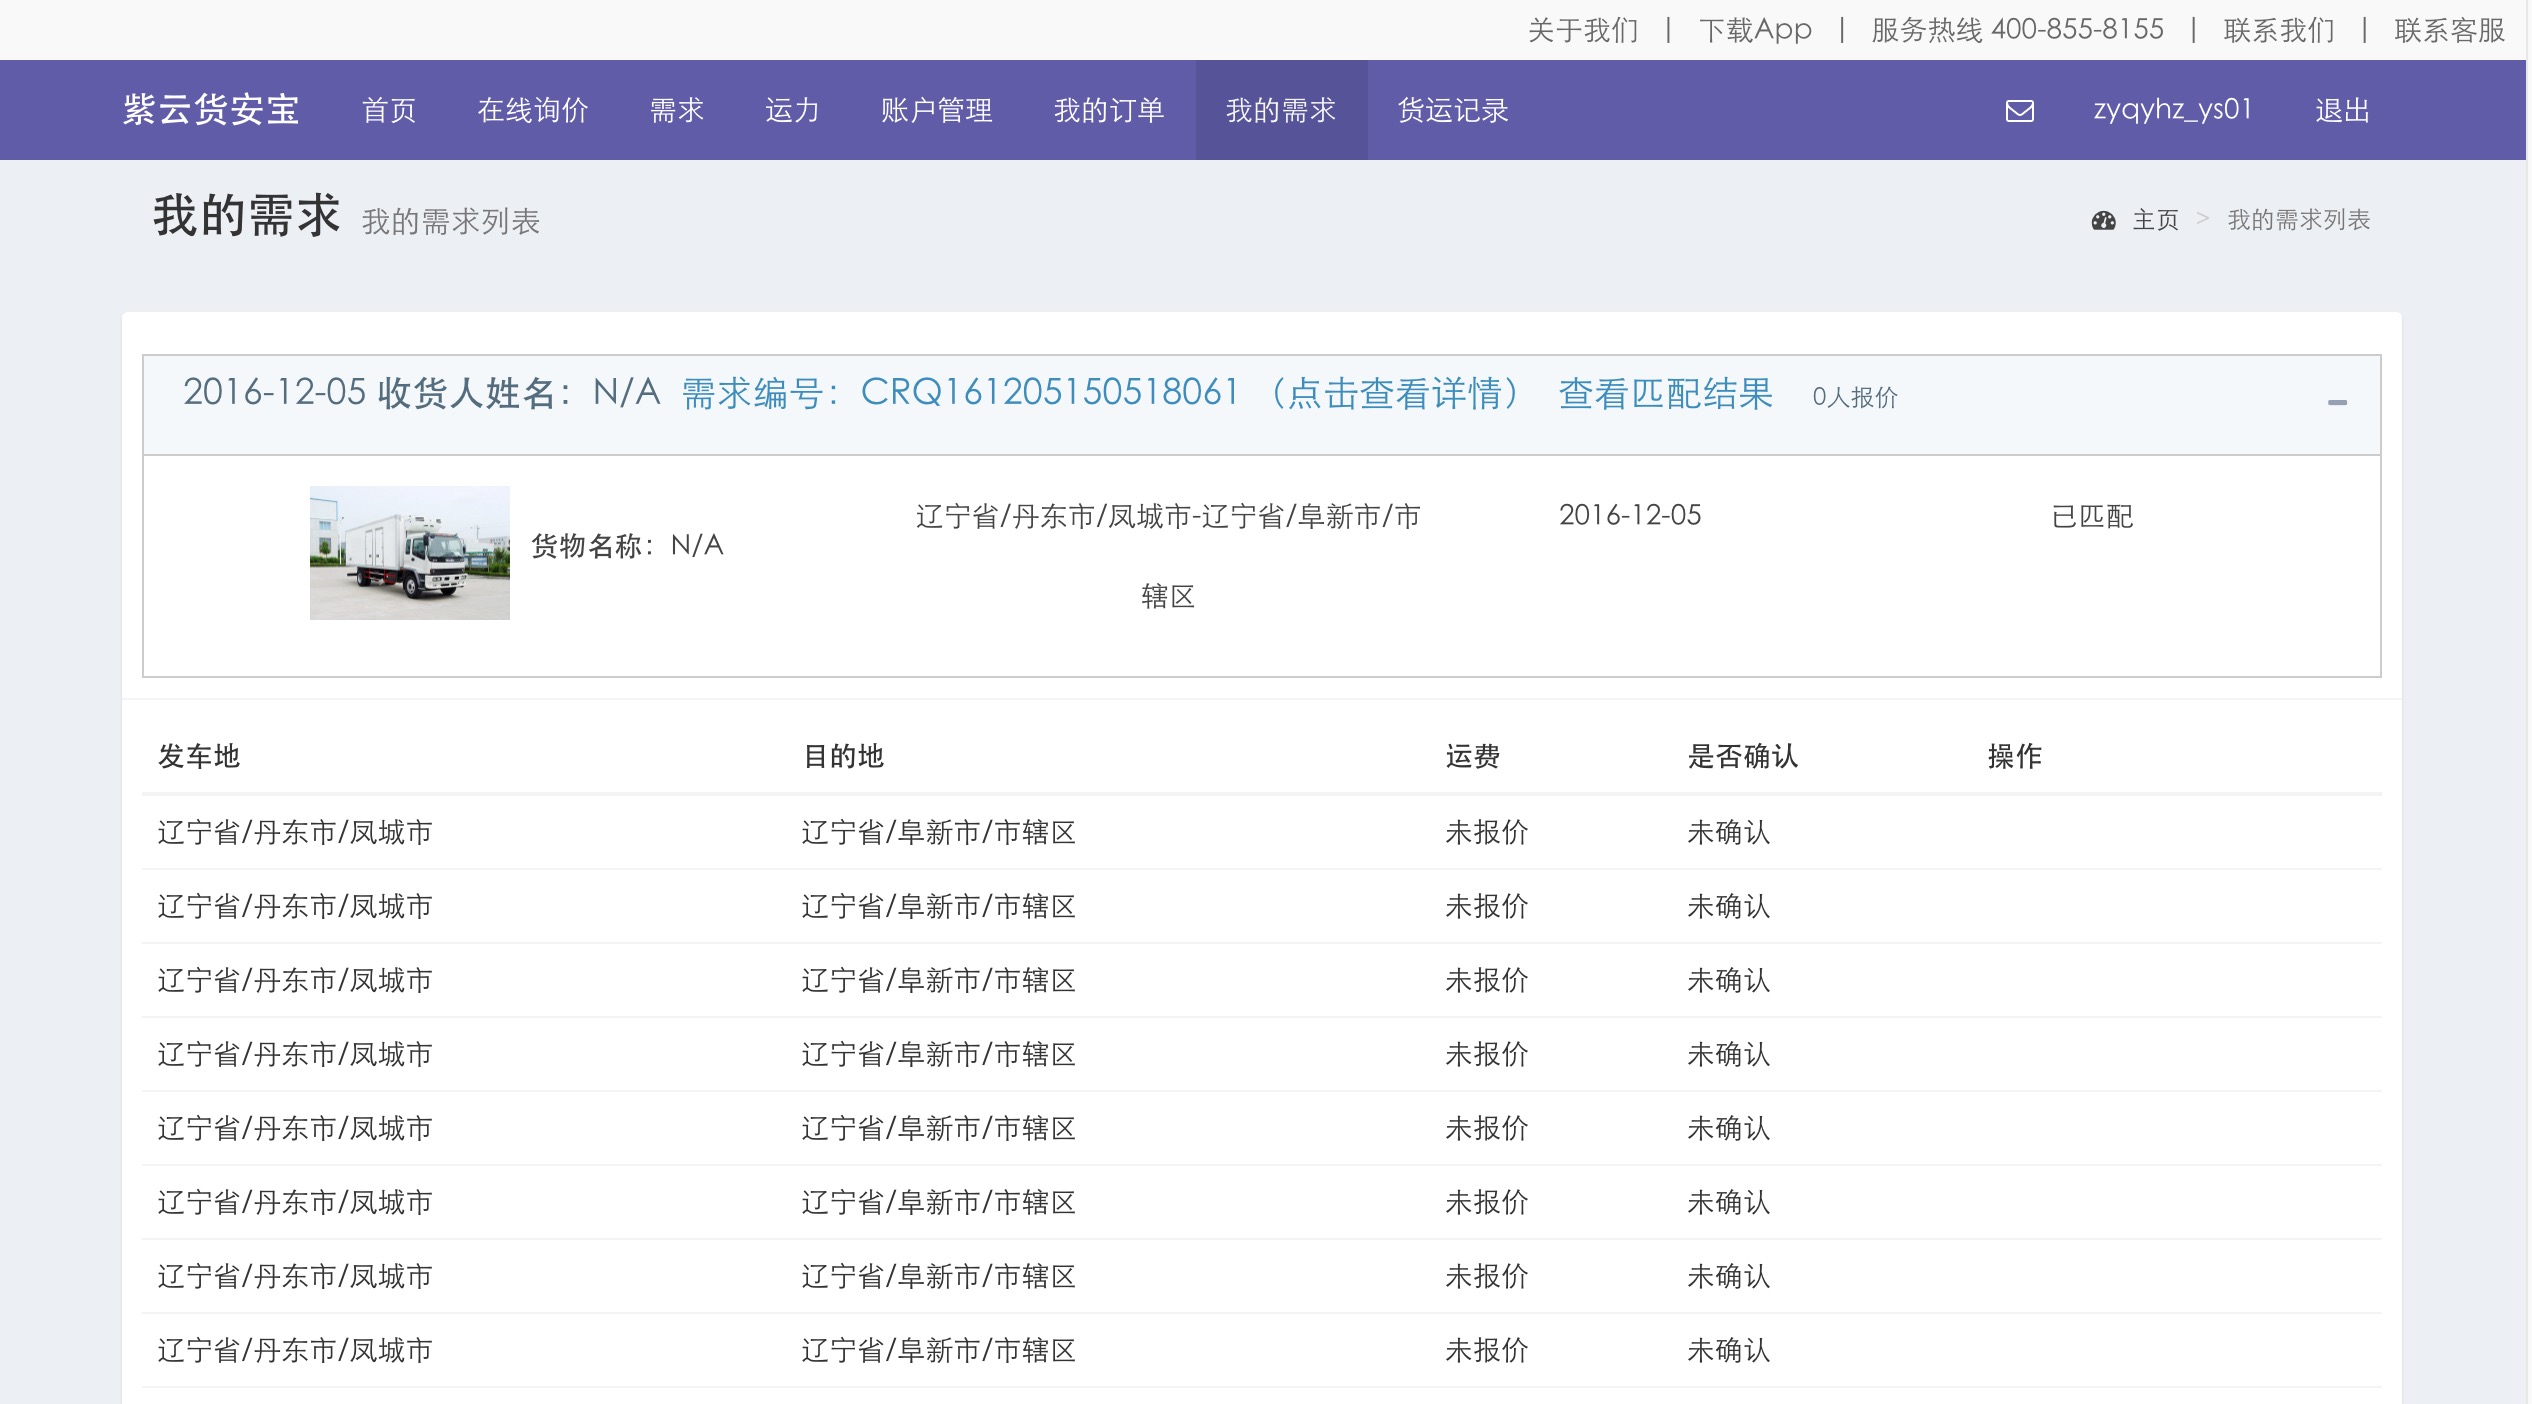 关于我们 | 下载App | 服务热线 400-855-8155 | 联系我们 | 联系客服
紫云货安宝 首页 在线询价 需求 运力 账户管理 我的订单 我的需求 货运记录 zyqyhz_ys01 退出
我的需求 我的需求列表 主页 > 我的需求列表
2016-12-05 收货人姓名：N/A 需求编号：CRQ161205150518061 （点击查看详情） 查看匹配结果 0人报价
货物名称：N/A
辽宁省/丹东市/凤城市-辽宁省/阜新市/市
辖区
2016-12-05
已匹配
发车地 目的地 运费 是否确认 操作
辽宁省/丹东市/凤城市 辽宁省/阜新市/市辖区 未报价 未确认
辽宁省/丹东市/凤城市 辽宁省/阜新市/市辖区 未报价 未确认
辽宁省/丹东市/凤城市 辽宁省/阜新市/市辖区 未报价 未确认
辽宁省/丹东市/凤城市 辽宁省/阜新市/市辖区 未报价 未确认
辽宁省/丹东市/凤城市 辽宁省/阜新市/市辖区 未报价 未确认
辽宁省/丹东市/凤城市 辽宁省/阜新市/市辖区 未报价 未确认
辽宁省/丹东市/凤城市 辽宁省/阜新市/市辖区 未报价 未确认
辽宁省/丹东市/凤城市 辽宁省/阜新市/市辖区 未报价 未确认